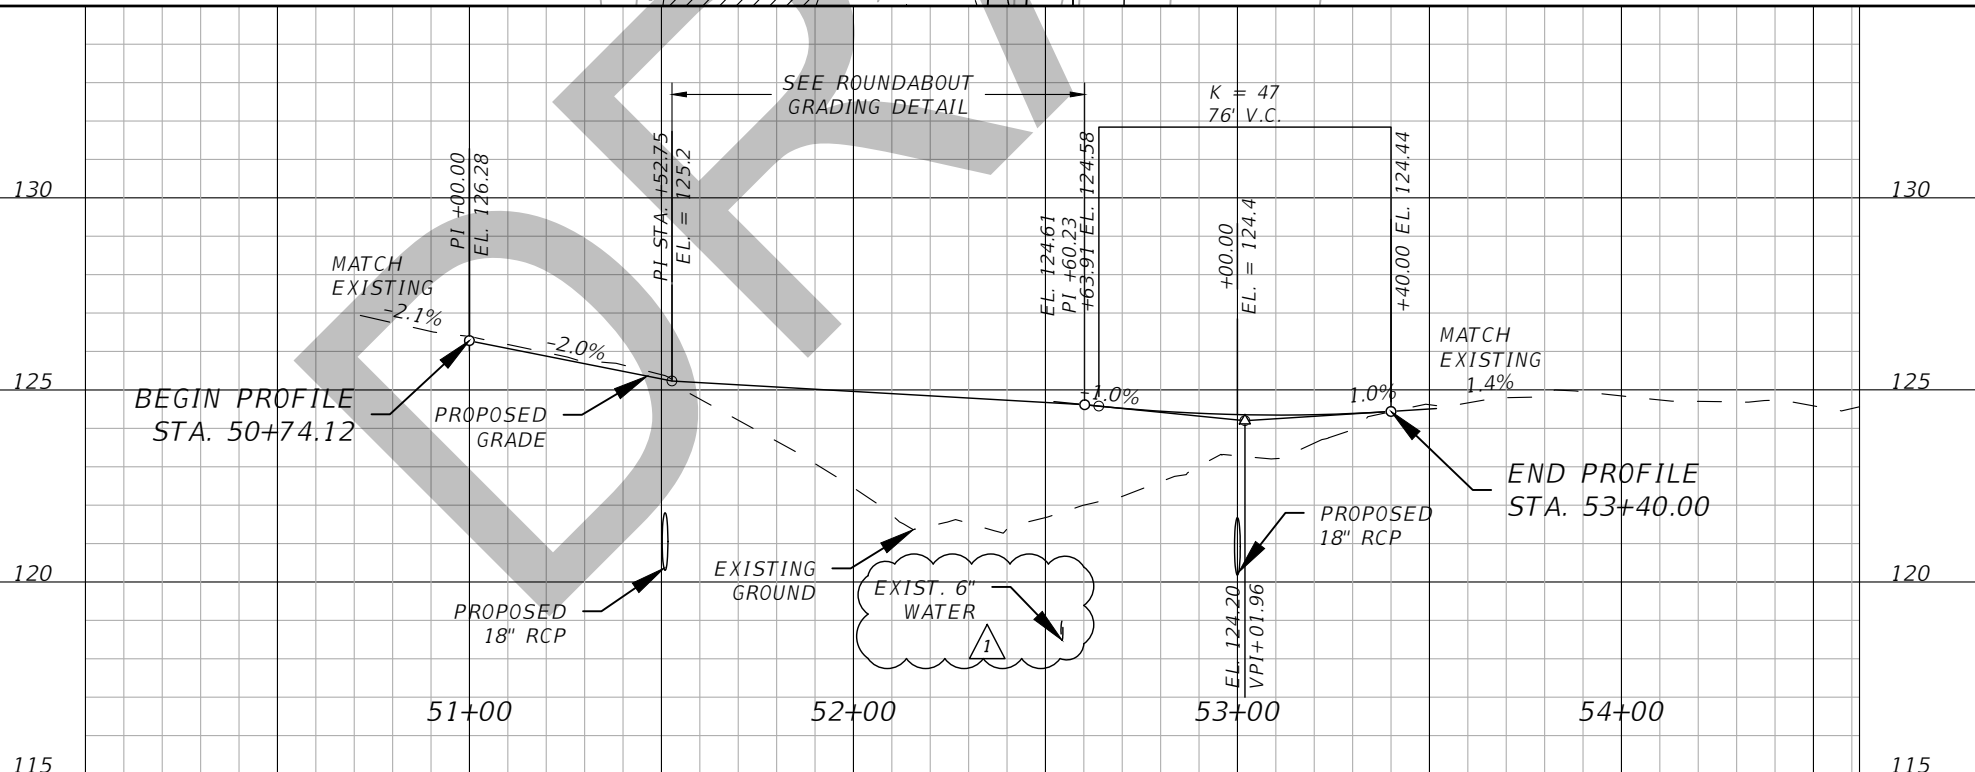 SEE ROUNDABOUT
GRADING DETAIL
K = 47
76' V.C.
PI +00.00
EL. 126.28
PI STA. +52.75
EL. = 125.2
EL. 124.61
PI +60.23
+63.91 EL. 124.58
+00.00
EL. = 124.4
+40.00 EL. 124.44
130
130
MATCH
EXISTING
-2.1%
-2.0%
-1.0%
1.0%
MATCH
EXISTING
1.4%
125
125
BEGIN PROFILE
STA. 50+74.12
PROPOSED
GRADE
END PROFILE
STA. 53+40.00
PROPOSED
18" RCP
EXISTING
GROUND
EXIST. 6"
WATER
1
PROPOSED
18" RCP
120
120
EL. 124.20
VPI+01.96
51+00
52+00
53+00
54+00
115
115
DRA